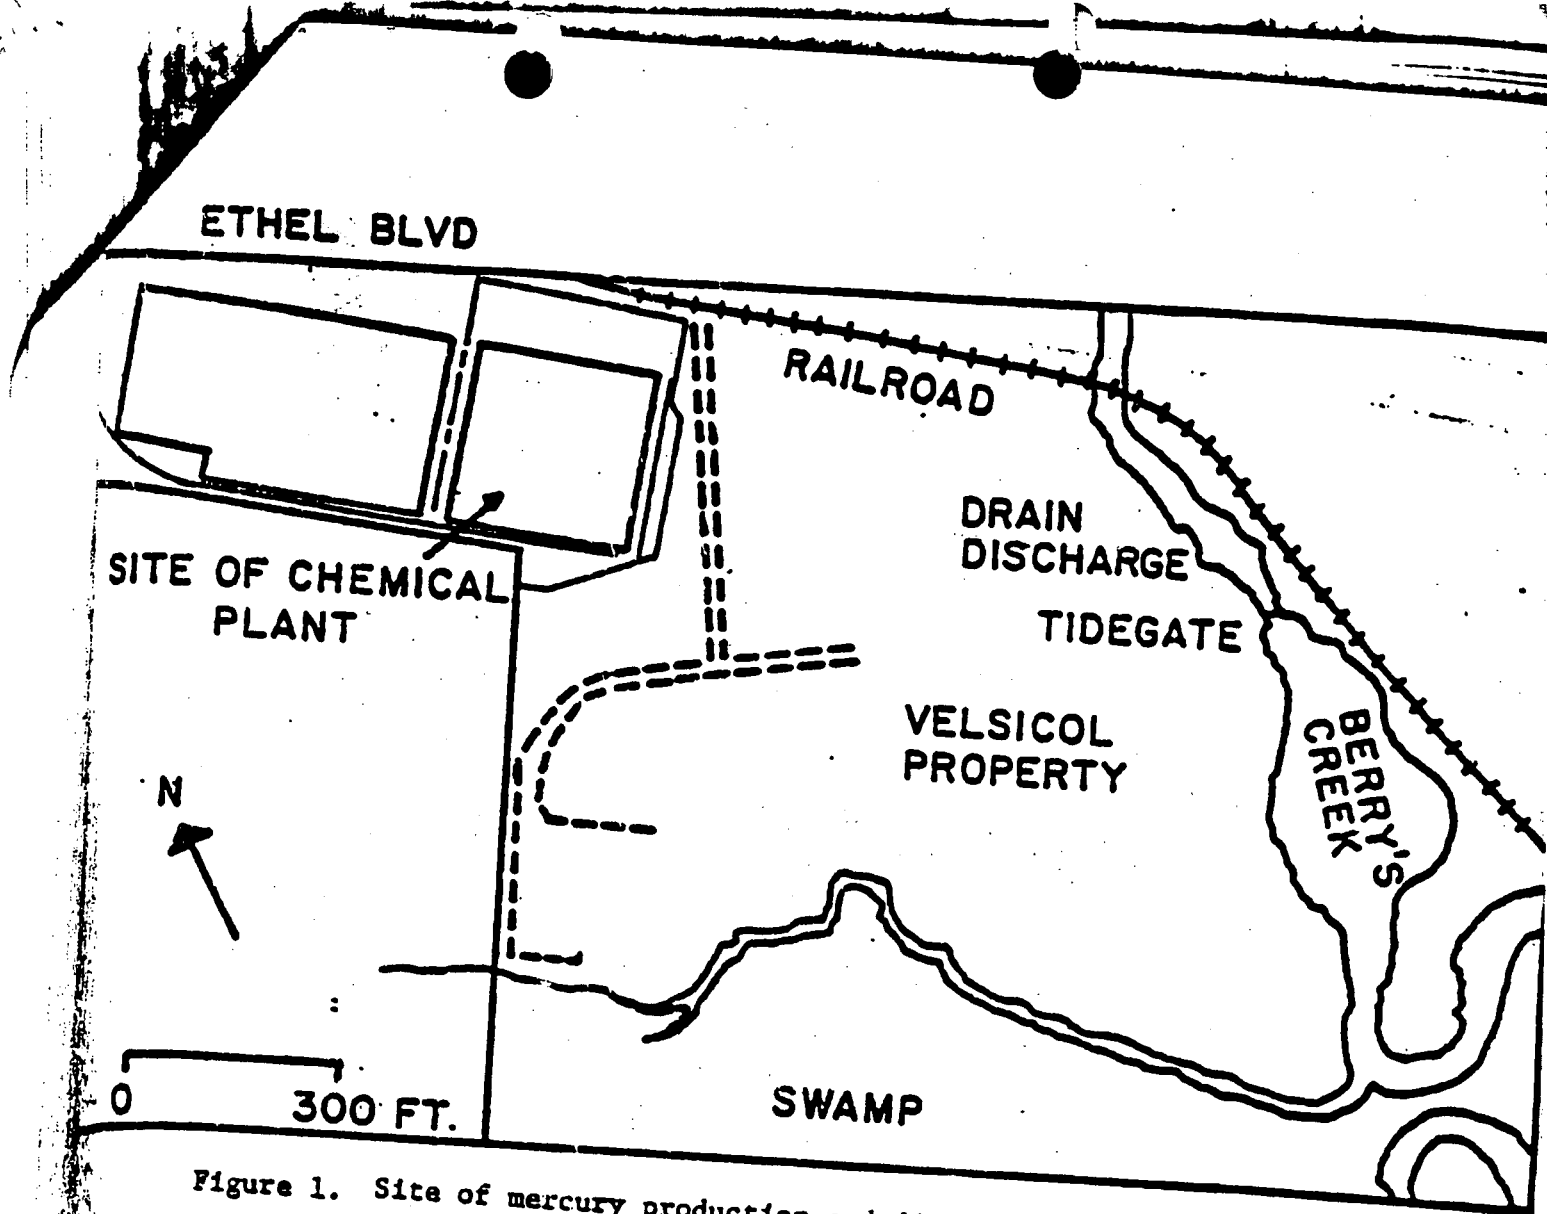 ETHEL BLVD
RAILROAD
DRAIN
DISCHARGE
TIDEGATE
SITE OF CHEMICAL
PLANT
VELSICOL
PROPERTY
BERRY'S
CREEK
N
0 300 FT.
SWAMP
Figure 1. Site of mercury production